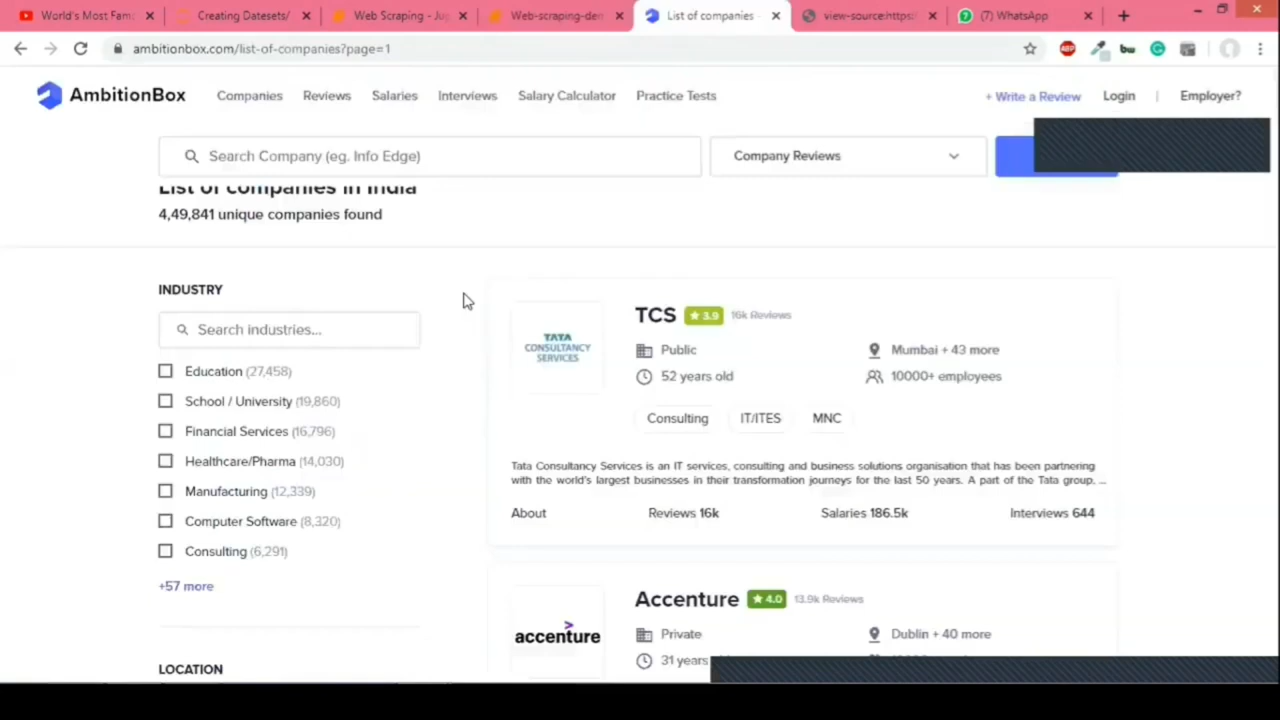 World's Most Fam
Creating Datesets/
Web Scraping - Jup
Web-scraping-den
List of companies
view-source:https:/
(7) WhatsApp
ambitionbox.com/list-of-companies?page=1
AmbitionBox
Companies
Reviews
Salaries
Interviews
Salary Calculator
Practice Tests
+ Write a Review
Login
Employer?
Search Company (eg. Info Edge)
Company Reviews
List of companies in India
4,49,841 unique companies found
INDUSTRY
Search industries...
Education (27,458)
School / University (19,860)
Financial Services (16,796)
Healthcare/Pharma (14,030)
Manufacturing (12,339)
Computer Software (8,320)
Consulting (6,291)
+57 more
LOCATION
TATA
CONSULTANCY
SERVICES
TCS ★ 3.9 16k Reviews
Public
Mumbai + 43 more
52 years old
10000+ employees
Consulting
IT/ITES
MNC
Tata Consultancy Services is an IT services, consulting and business solutions organisation that has been partnering
with the world's largest businesses in their transformation journeys for the last 50 years. A part of the Tata group, ...
About
Reviews 16k
Salaries 186.5k
Interviews 644
accenture
Accenture ★ 4.0 13.9k Reviews
Private
Dublin + 40 more
31 years